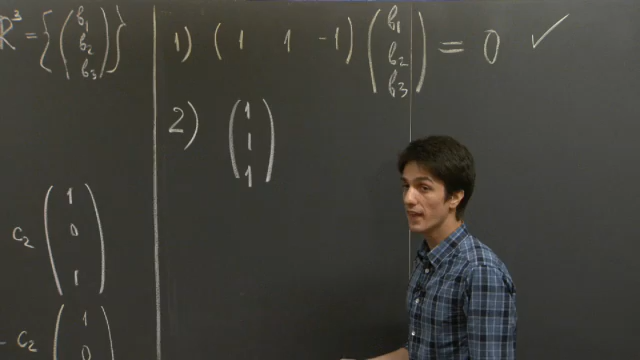 R³ = { ( b₁ b₂ b₃ ) }
1) ( 1 1 -1 ) ( b₁ b₂ b₃ ) = 0 ✓
2) ( 1 1 1 )
c₂ ( 1 0 1 )
- c₂ ( 1 0